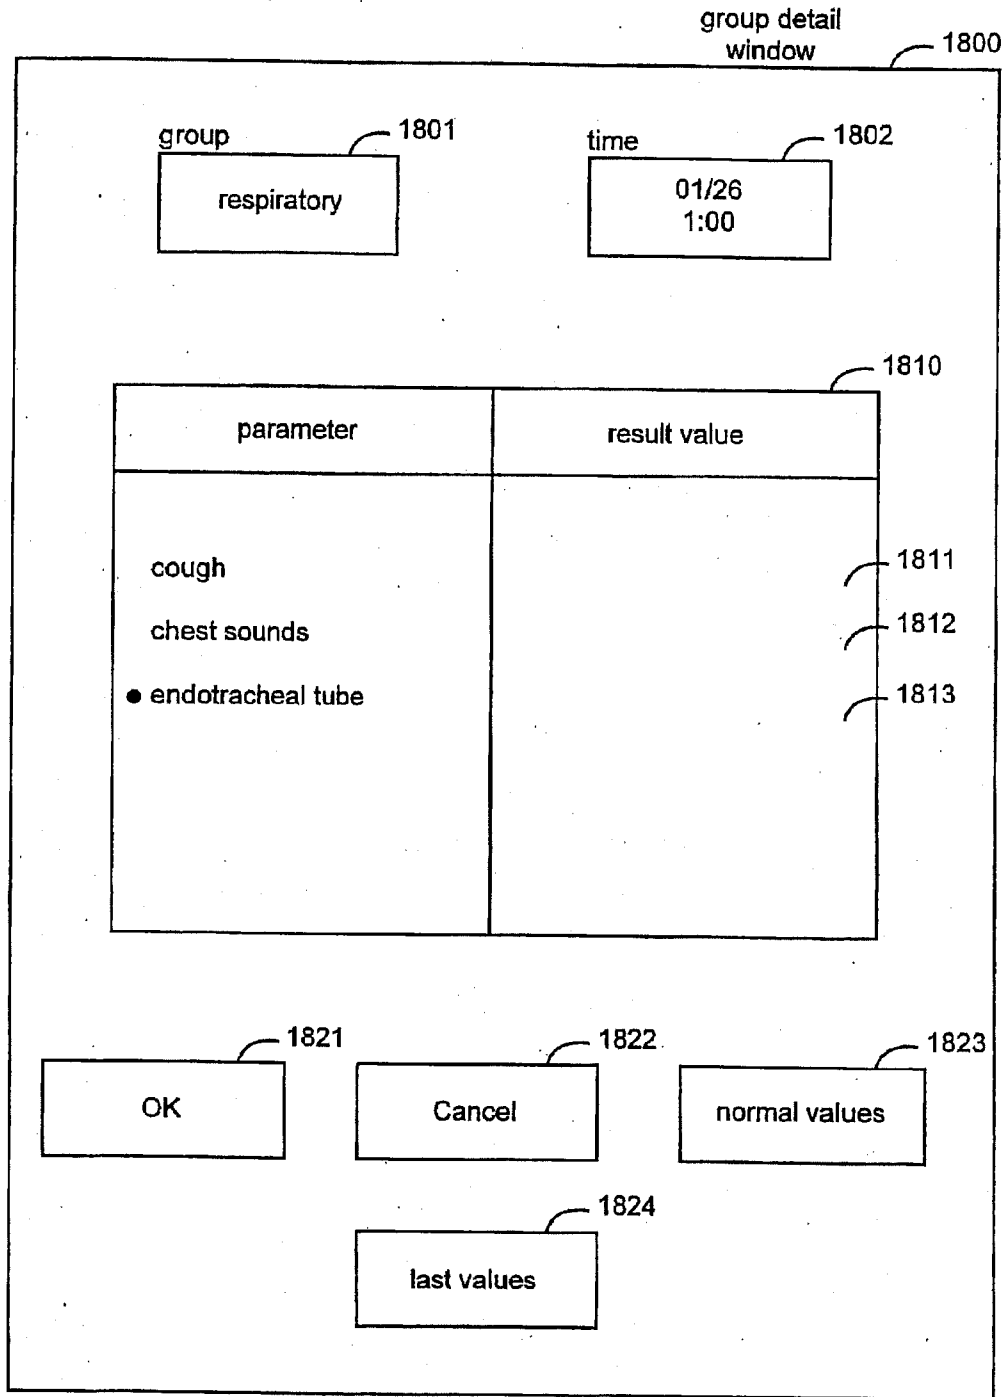 group detail
window
1800
group
1801
time
1802
respiratory
01/26
1:00
1810
parameter
result value
cough
1811
chest sounds
1812
● endotracheal tube
1813
1821
1822
1823
OK
Cancel
normal values
1824
last values